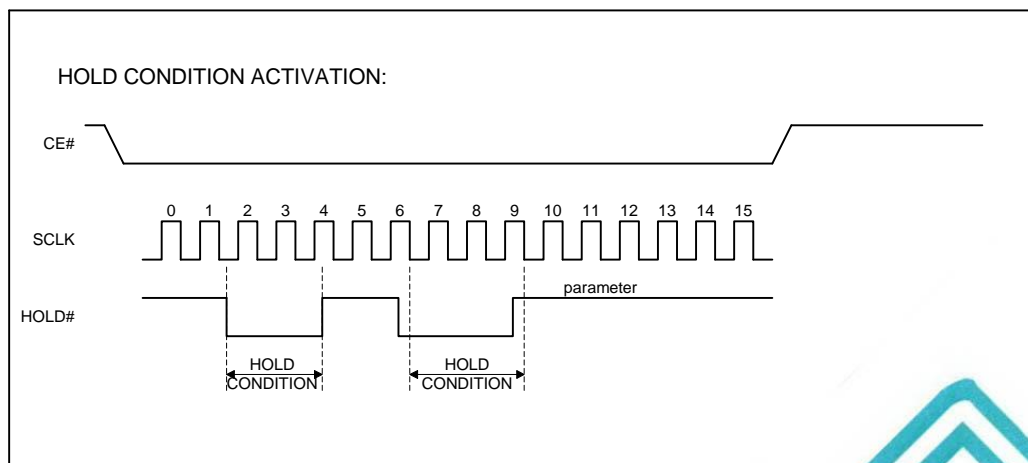 HOLD CONDITION ACTIVATION:
CE#
0 1 2 3 4 5 6 7 8 9 10 11 12 13 14 15
SCLK
parameter
HOLD#
HOLD CONDITION
HOLD CONDITION